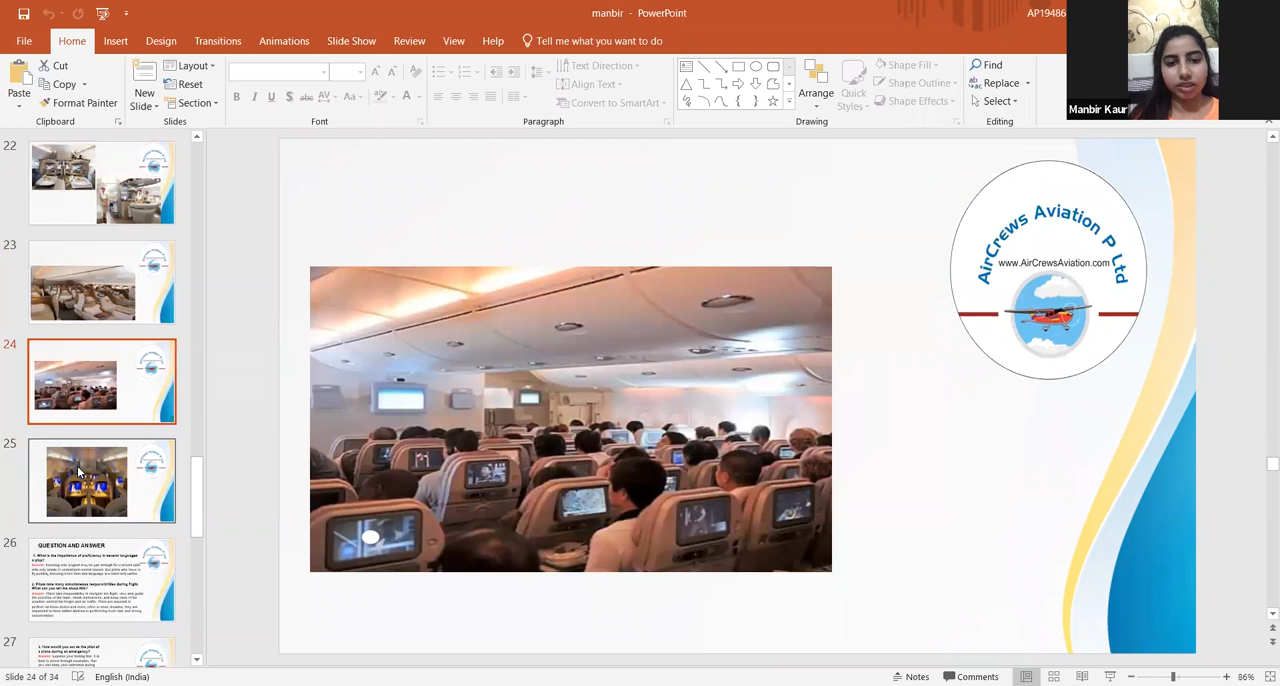 manbir - PowerPoint
AP19486
File Home Insert Design Transitions Animations Slide Show Review View Help Tell me what you want to do
Paste
Cut
Copy
Format Painter
Clipboard
New
Slide
Layout
Reset
Section
Slides
B I U S abc AV Aa A
Font
Text Direction
Align Text
Convert to SmartArt
Paragraph
Arrange
Quick
Styles
Shape Fill
Shape Outline
Shape Effects
Drawing
Find
Replace
Select
Editing
Manbir Kaur
22
23
24
25
26
QUESTION AND ANSWER
27
AirCrews Aviation P Ltd
www.AirCrewsAviation.com
Slide 24 of 34 English (India) Notes Comments 86%